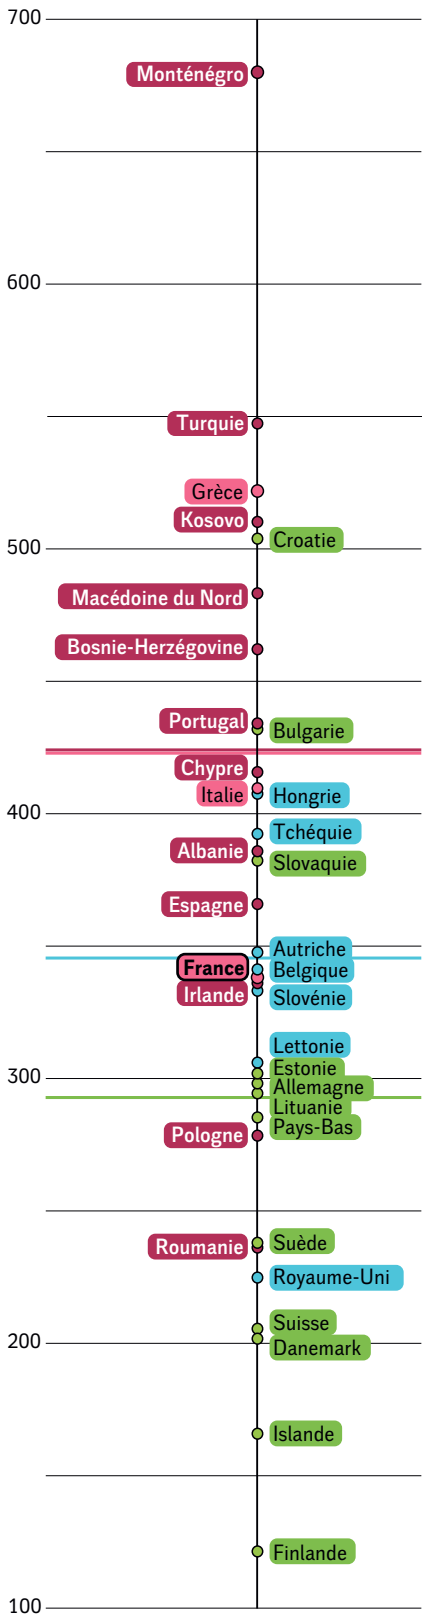 700
Monténégro
600
Turquie
Grèce
Kosovo
500
Croatie
Macédoine du Nord
Bosnie-Herzégovine
Portugal
Bulgarie
Chypre
Italie
Hongrie
400
Tchéquie
Albanie
Slovaquie
Espagne
Autriche
France
Belgique
Irlande
Slovénie
Lettonie
Estonie
300
Allemagne
Lituanie
Pays-Bas
Pologne
Suède
Roumanie
Royaume-Uni
Suisse
200
Danemark
Islande
Finlande
100